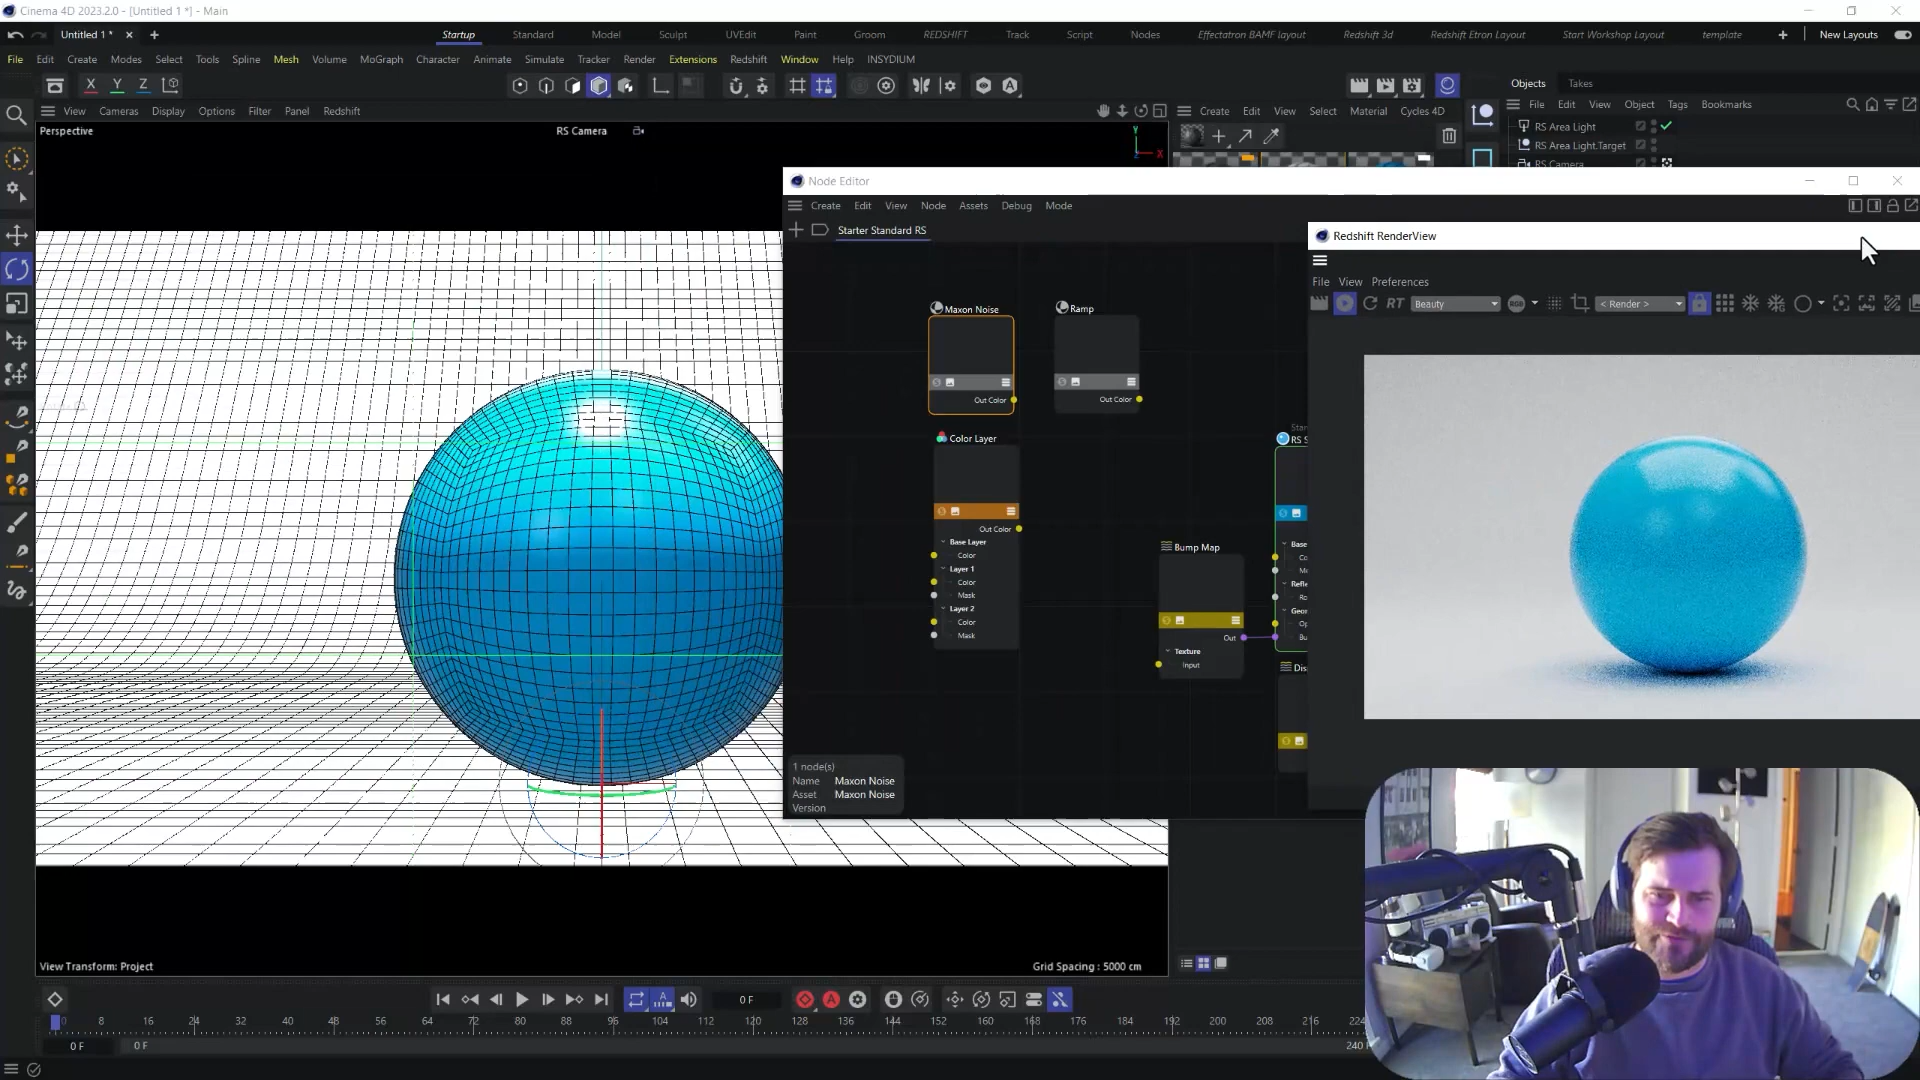 Cinema 4D 2023.2.0 - [Untitled 1 *] - Main
Untitled 1 *
Startup Standard Model Sculpt UVEdit Paint Groom REDSHIFT Track Script Nodes Effectatron BAMF layout Redshift 3d Redshift Etron Layout Start Workshop Layout template New Layouts
File Edit Create Modes Select Tools Spline Mesh Volume MoGraph Character Animate Simulate Tracker Render Extensions Redshift Window Help INSYDIUM
X Y Z
Objects Takes
View Cameras Display Options Filter Panel Redshift
Create Edit View Select Material Cycles 4D
File Edit View Object Tags Bookmarks
Perspective
RS Camera
Y
X
RS Area Light
RS Area Light.Target
RS Camera
Node Editor
Create Edit View Node Assets Debug Mode
Starter Standard RS
Redshift RenderView
File View Preferences
RT Beauty RGB < Render >
Maxon Noise
Out Color
Ramp
Out Color
Color Layer
Out Color
Base Layer
Color
Layer 1
Color
Mask
Layer 2
Color
Mask
Bump Map
Out
Texture
Input
RS S
Base
Co
Refle
Ro
Geor
Op
Bu
Dis
1 node(s)
Name Maxon Noise
Asset Maxon Noise
Version
View Transform: Project
Grid Spacing : 5000 cm
0 F
0 8 16 24 32 40 48 56 64 72 80 88 96 104 112 120 128 136 144 152 160 168 176 184 192 200 208 216 224
0 F 0 F 240 F